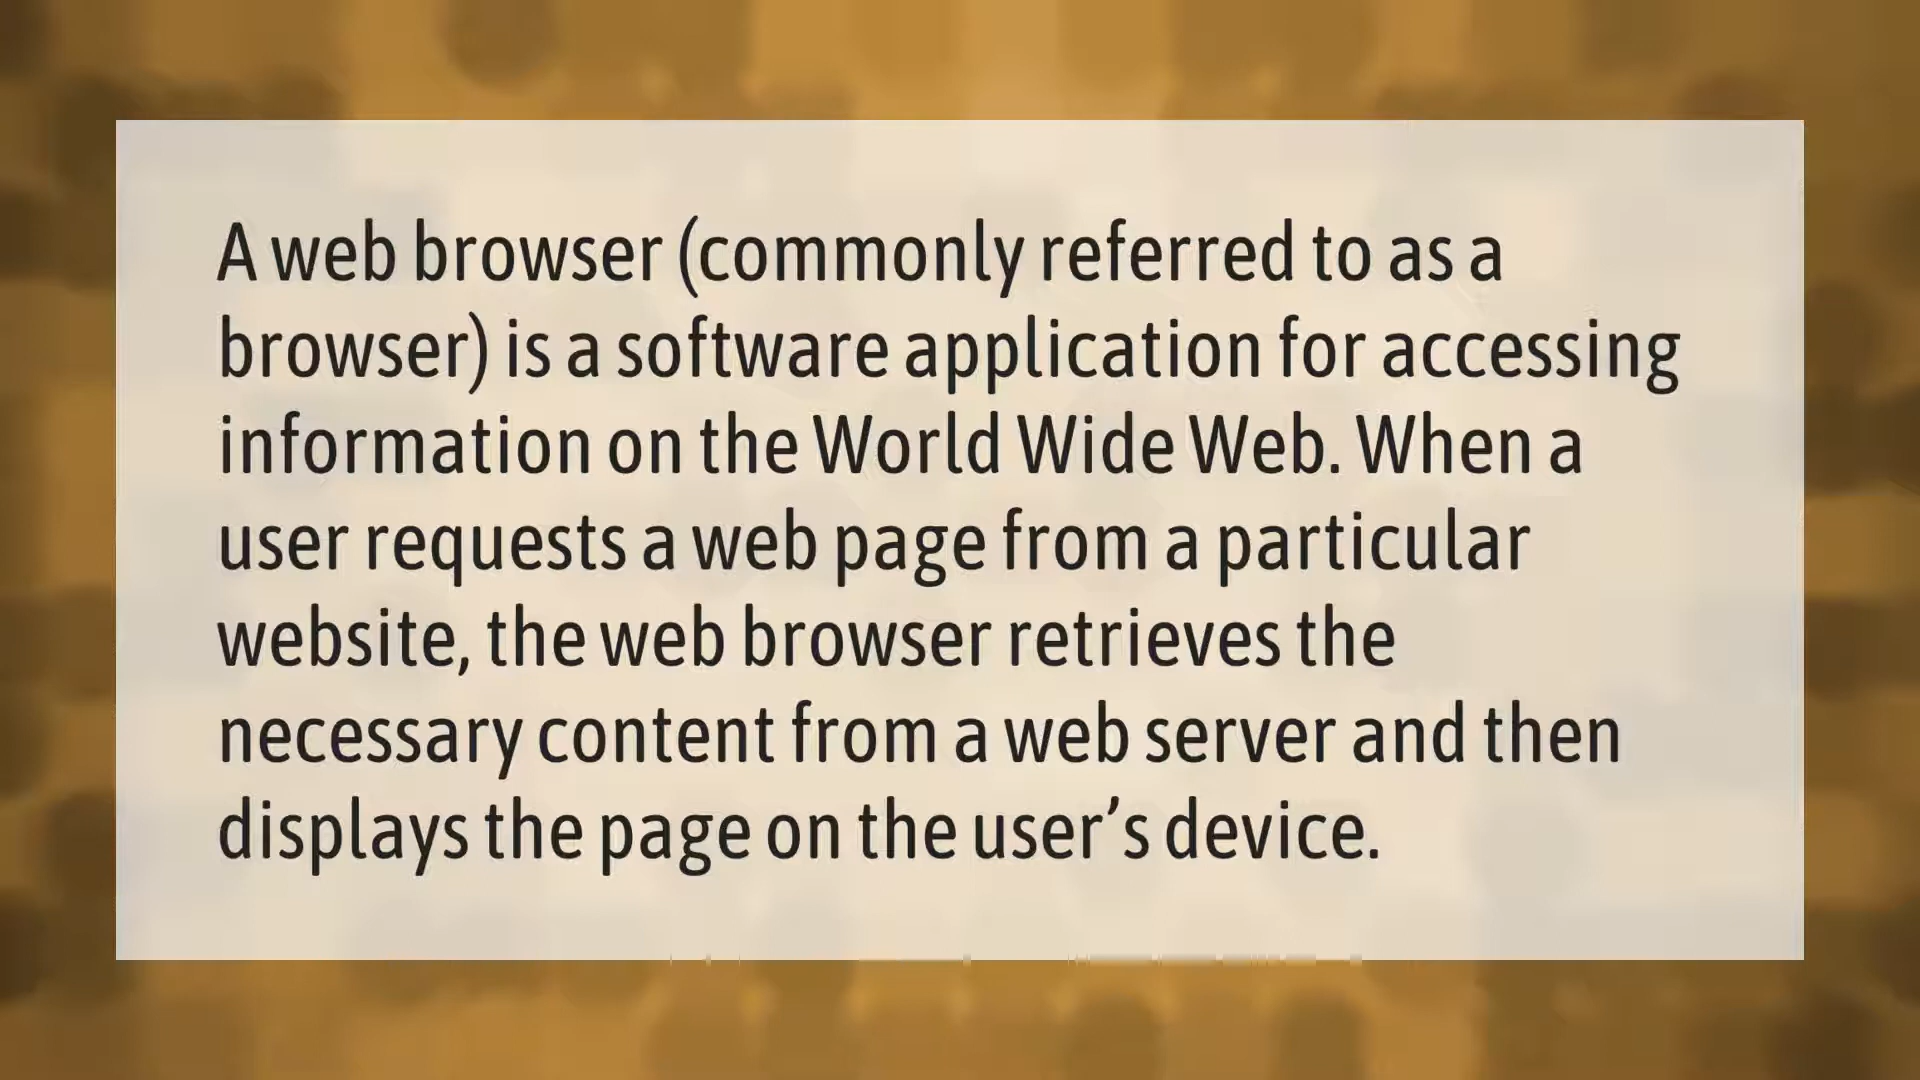 A web browser (commonly referred to as a
browser) is a software application for accessing
information on the World Wide Web. When a
user requests a web page from a particular
website, the web browser retrieves the
necessary content from a web server and then
displays the page on the user’s device.